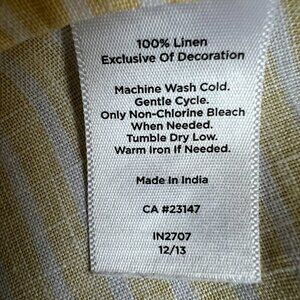 100% Linen
Exclusive Of Decoration
Machine Wash Cold.
Gentle Cycle.
Only Non-Chlorine Bleach
When Needed.
Tumble Dry Low.
Warm Iron If Needed.
Made In India
CA #23147
IN2707
12/13